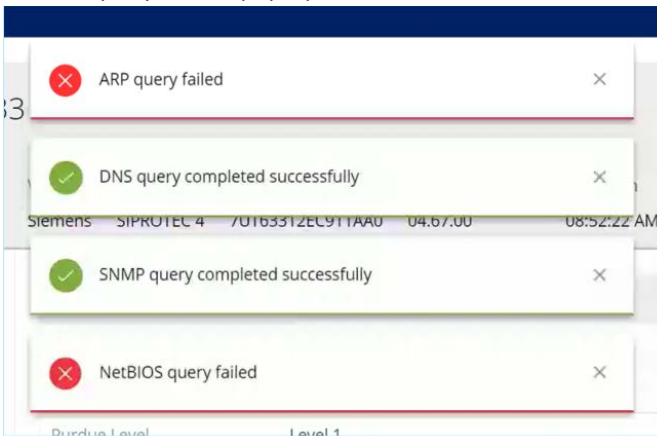 33
ARP query failed
DNS query completed successfully
Siemens SIPROTEC 4 7UT63312EC911AA0 04.67.00 08:52:22 AM
SNMP query completed successfully
NetBIOS query failed
Purdue Level Level 1